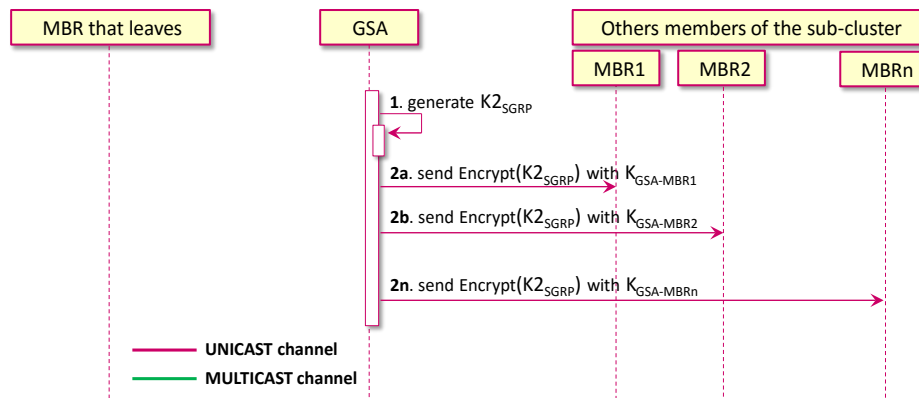 MBR that leaves
GSA
Others members of the sub-cluster
MBR1
MBR2
MBRn
1. generate K2SGRP
2a. send Encrypt(K2SGRP) with KGSA-MBR1
2b. send Encrypt(K2SGRP) with KGSA-MBR2
2n. send Encrypt(K2SGRP) with KGSA-MBRn
UNICAST channel
MULTICAST channel